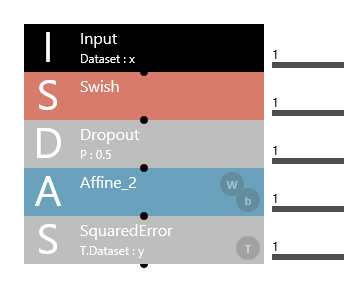 I Input 1
Dataset : x
S Swish 1
D Dropout 1
P : 0.5
A Affine_2 W b 1
S SquaredError 1
T.Dataset : y T